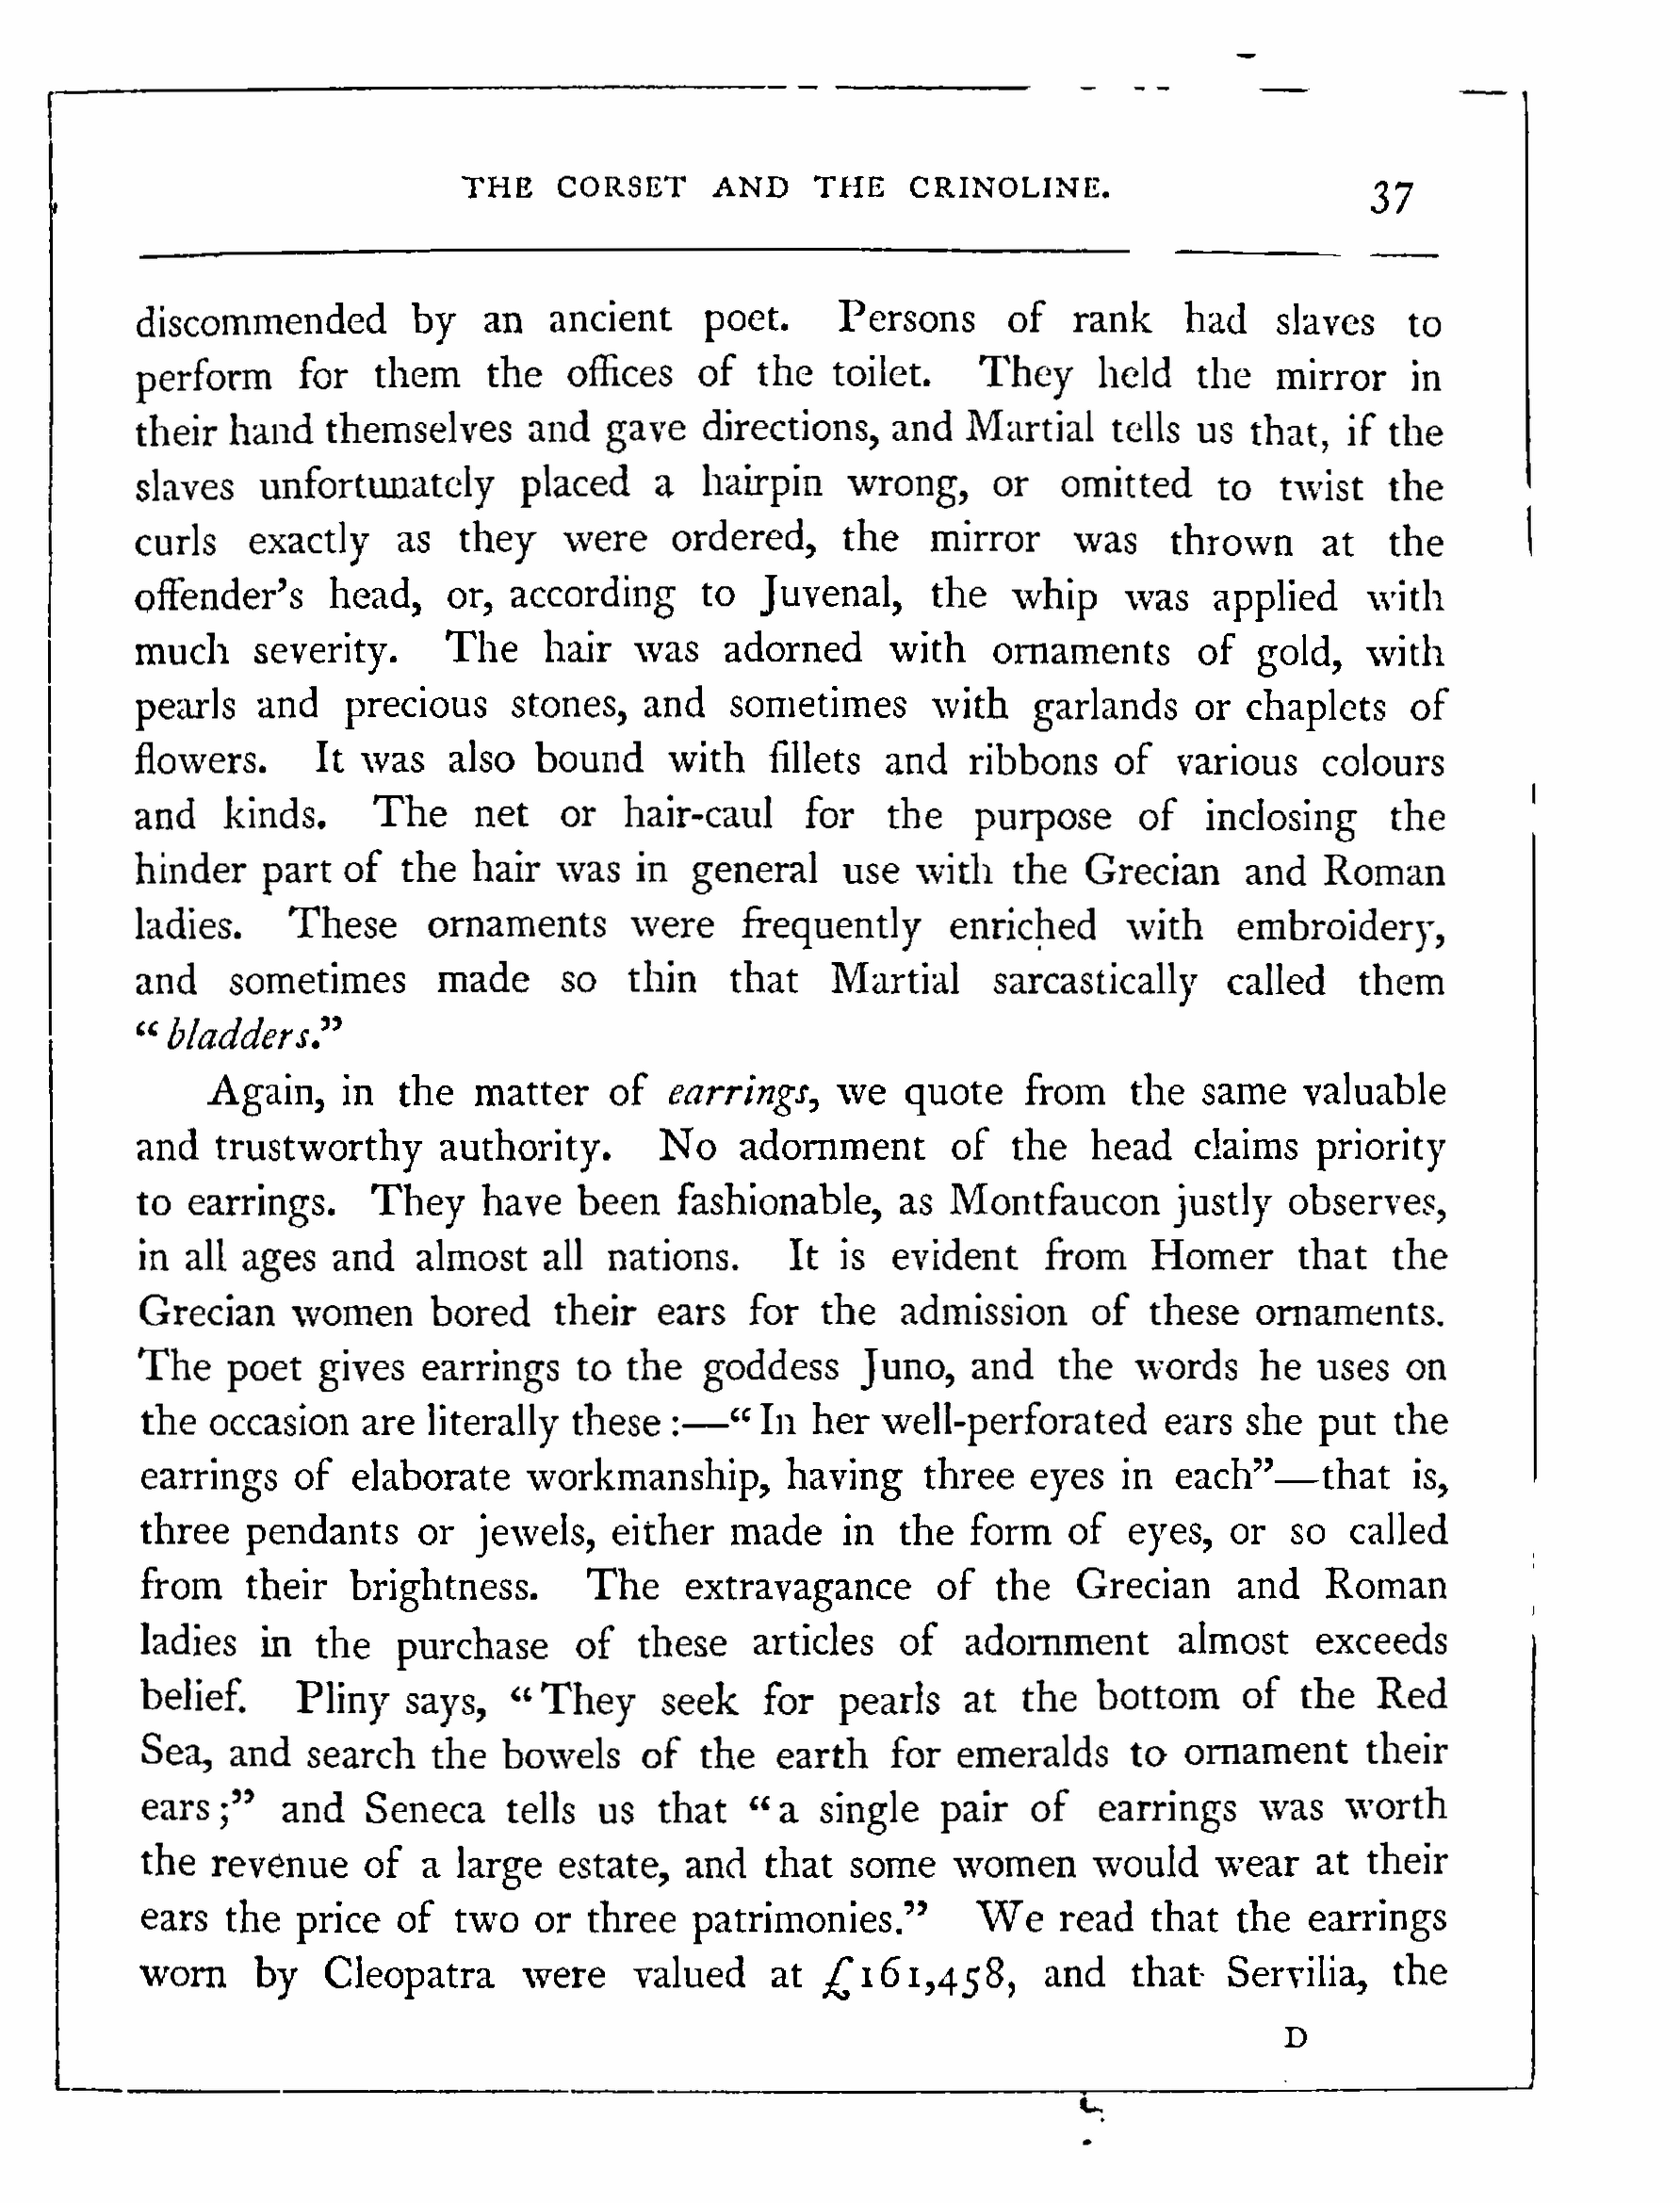 THE CORSET AND THE CRINOLINE. 37
discommended by an ancient poet. Persons of rank had slaves to
perform for them the offices of the toilet. They held the mirror in
their hand themselves and gave directions, and Martial tells us that, if the
slaves unfortunately placed a hairpin wrong, or omitted to twist the
curls exactly as they were ordered, the mirror was thrown at the
offender's head, or, according to Juvenal, the whip was applied with
much severity. The hair was adorned with ornaments of gold, with
pearls and precious stones, and sometimes with garlands or chaplets of
flowers. It was also bound with fillets and ribbons of various colours
and kinds. The net or hair-caul for the purpose of inclosing the
hinder part of the hair was in general use with the Grecian and Roman
ladies. These ornaments were frequently enriched with embroidery,
and sometimes made so thin that Martial sarcastically called them
“bladders.”
Again, in the matter of earrings, we quote from the same valuable
and trustworthy authority. No adornment of the head claims priority
to earrings. They have been fashionable, as Montfaucon justly observes,
in all ages and almost all nations. It is evident from Homer that the
Grecian women bored their ears for the admission of these ornaments.
The poet gives earrings to the goddess Juno, and the words he uses on
the occasion are literally these :—“In her well-perforated ears she put the
earrings of elaborate workmanship, having three eyes in each”—that is,
three pendants or jewels, either made in the form of eyes, or so called
from their brightness. The extravagance of the Grecian and Roman
ladies in the purchase of these articles of adornment almost exceeds
belief. Pliny says, “They seek for pearls at the bottom of the Red
Sea, and search the bowels of the earth for emeralds to ornament their
ears;” and Seneca tells us that “a single pair of earrings was worth
the revenue of a large estate, and that some women would wear at their
ears the price of two or three patrimonies.” We read that the earrings
worn by Cleopatra were valued at £161,458, and that Servilia, the
D